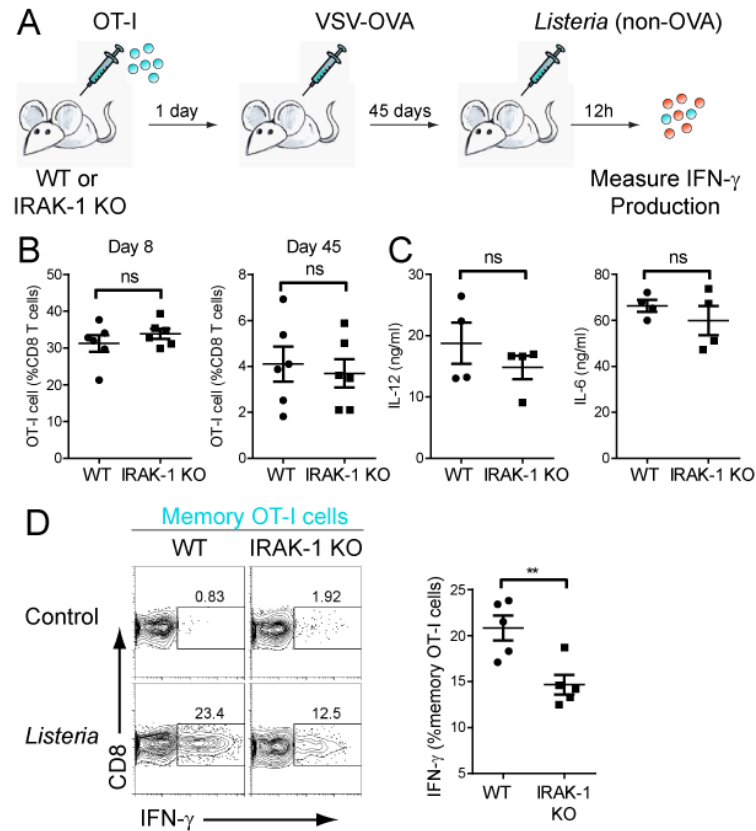 A
OT-I
VSV-OVA
Listeria (non-OVA)
1 day
45 days
12h
WT or
IRAK-1 KO
Measure IFN-γ
Production
B
Day 8
ns
OT-I cell (%CD8 T cells)
50
40
30
20
10
0
WT
IRAK-1 KO
Day 45
ns
OT-I cell (%CD8 T cells)
8
6
4
2
0
WT
IRAK-1 KO
C
ns
IL-12 (ng/ml)
30
20
10
0
WT
IRAK-1 KO
ns
IL-6 (ng/ml)
80
60
40
20
0
WT
IRAK-1 KO
D
Memory OT-I cells
WT
IRAK-1 KO
Control
0.83
1.92
Listeria
23.4
12.5
CD8
IFN-γ
**
IFN-γ (%memory OT-I cells)
25
20
15
10
5
WT
IRAK-1
KO